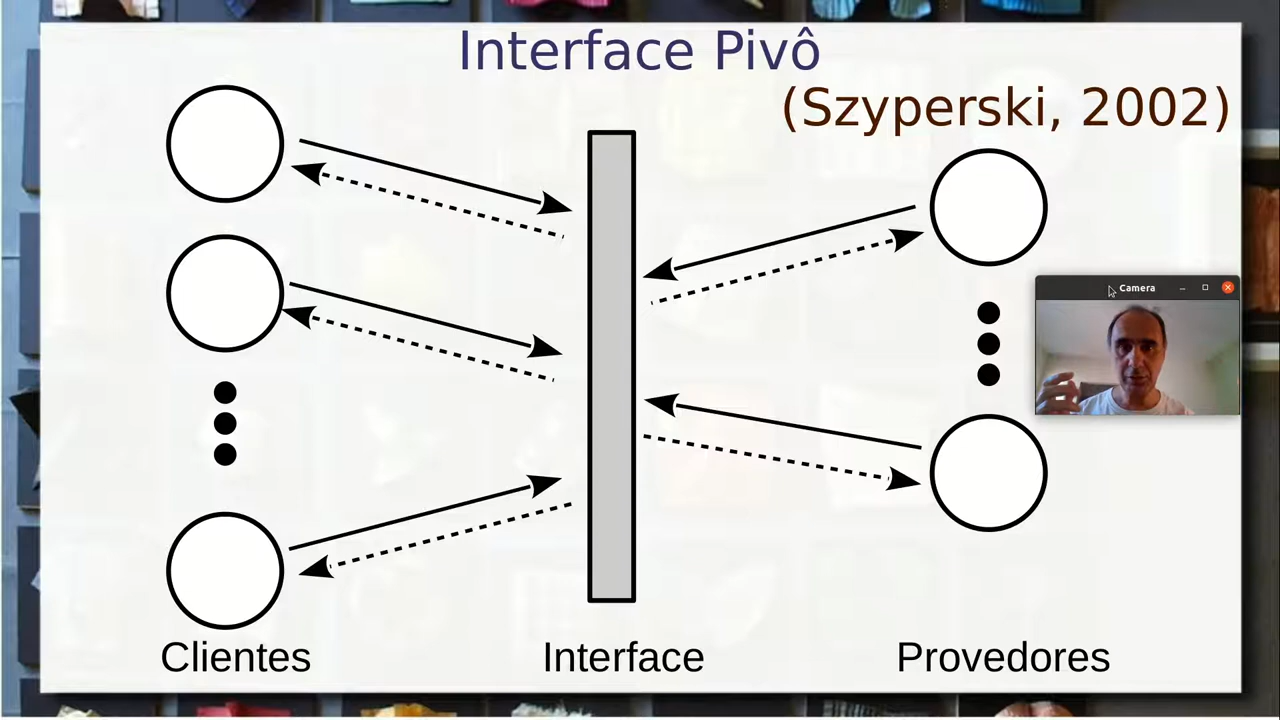 Interface Pivô
(Szyperski, 2002)
Camera
Clientes
Interface
Provedores